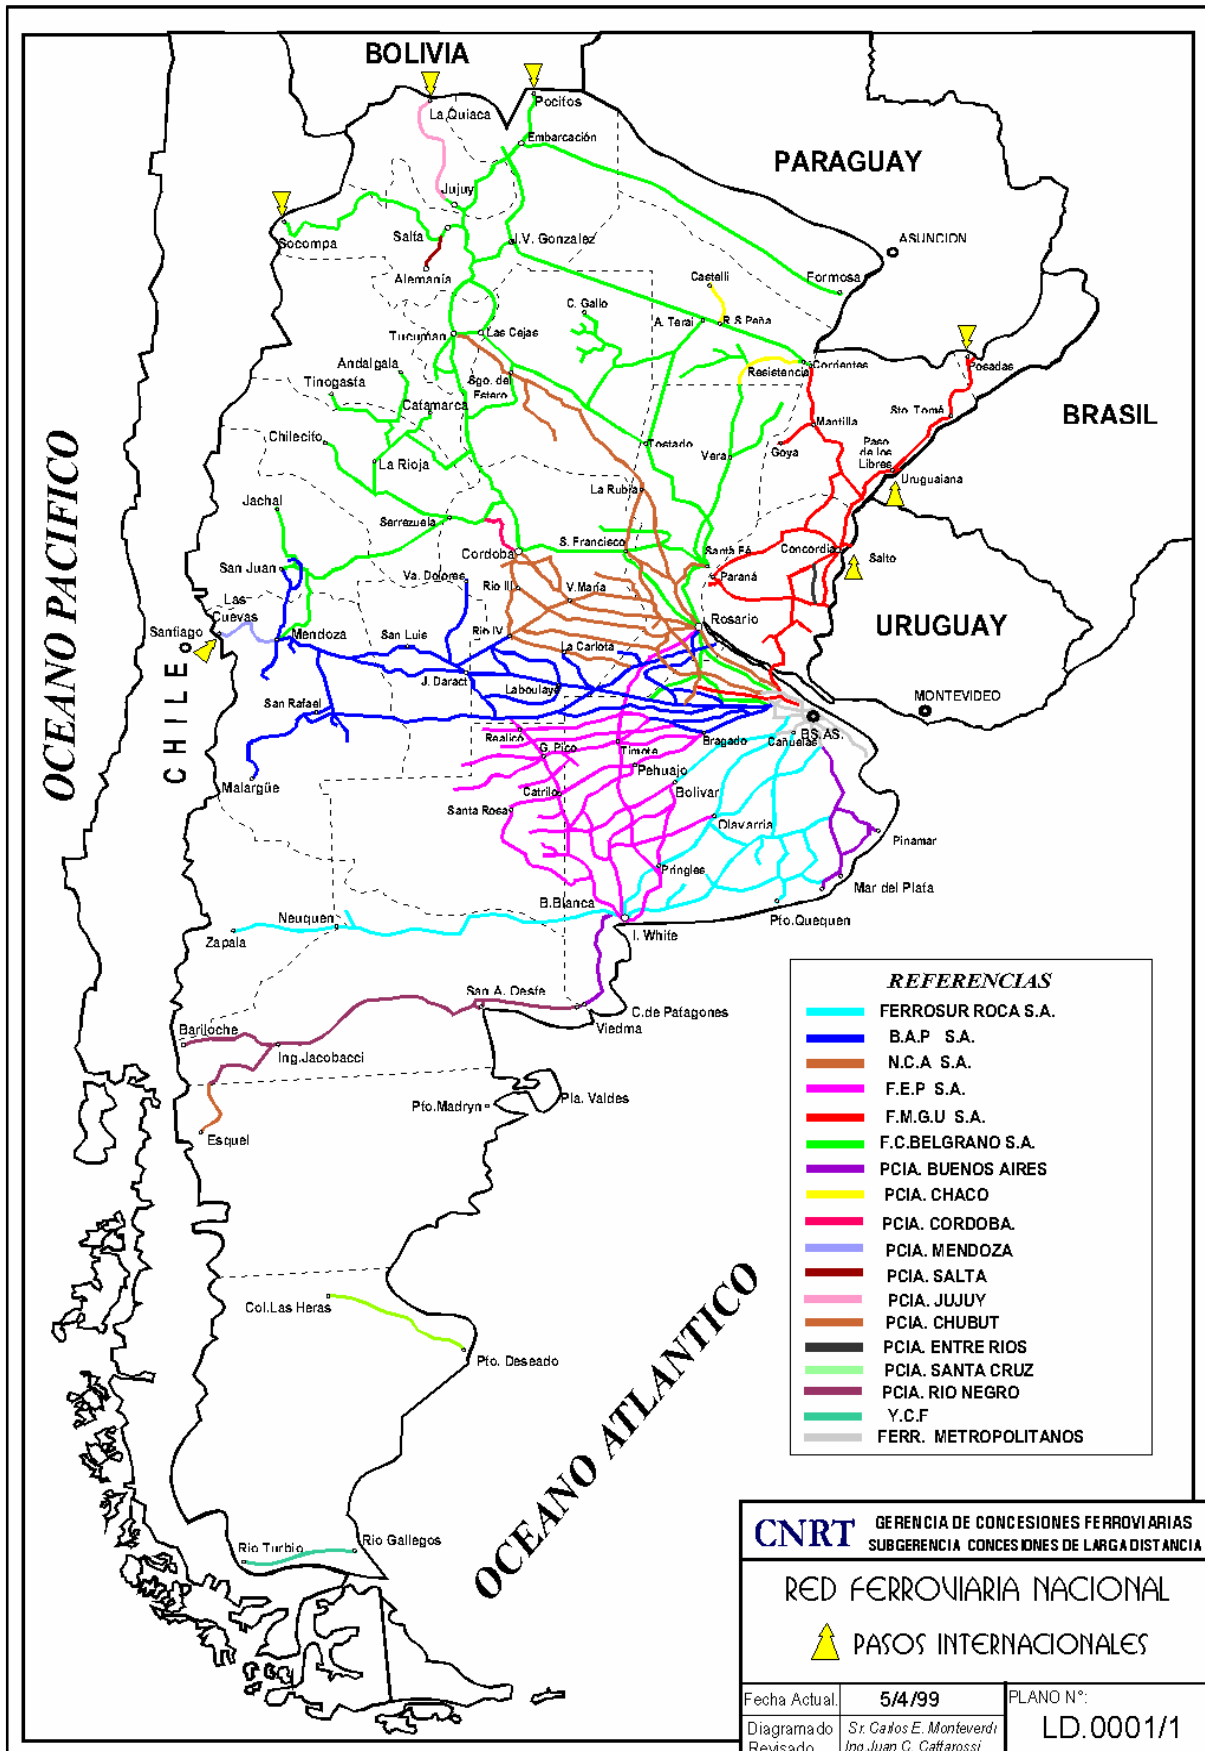 BOLIVIA
La Quiaca
Pocitos
Embarcación
PARAGUAY
Jujuy
Socompa
Salta
J.V. Gonzalez
ASUNCION
Alemanía
Castelli
Formosa
C. Gallo
A. Terai
R.S Peña
Tucuman
Las Cejas
Andalgala
Resistencia
Corrientes
Posadas
Tinogasta
Sgo. del
Estero
Catamarca
Sto. Tomé
BRASIL
Chilecito
Mantilla
La Rioja
Tostado
Vera
Goya
Paso
de los
Libres
Uruguaiana
OCEANO PACIFICO
Jachal
La Rubia
Serrezuela
Cordoba
S. Francisco
Santa Fé
Concordia
Salto
San Juan
Va. Dolores
Rio III
V.María
Paraná
Las
Cuevas
Santiago
Mendoza
San Luis
Rio IV
La Carlota
Rosario
URUGUAY
CHILE
J. Daract
Laboulaye
San Rafael
MONTEVIDEO
Realicó
G. Pico
Timote
Bragado
Cañuelas
BS.AS.
Malargüe
Pehuajo
Catrilo
Bolivar
Santa Rosa
Olavarria
Pinamar
Pringles
Mar del Plata
B.Blanca
Neuquen
Pto.Quequen
Zapala
I. White
San A. Oeste
C.de Patagones
Viedma
Bariloche
Ing.Jacobacci
Pto.Madryn
Pla. Valdes
Esquel
Col.Las Heras
Pto. Deseado
OCEANO ATLANTICO
Rio Turbio
Rio Gallegos
REFERENCIAS
FERROSUR ROCA S.A.
B.A.P S.A.
N.C.A S.A.
F.E.P S.A.
F.M.G.U S.A.
F.C.BELGRANO S.A.
PCIA. BUENOS AIRES
PCIA. CHACO
PCIA. CORDOBA.
PCIA. MENDOZA
PCIA. SALTA
PCIA. JUJUY
PCIA. CHUBUT
PCIA. ENTRE RIOS
PCIA. SANTA CRUZ
PCIA. RIO NEGRO
Y.C.F
FERR. METROPOLITANOS
CNRT
GERENCIA DE CONCESIONES FERROVIARIAS
SUBGERENCIA CONCESIONES DE LARGA DISTANCIA
RED FERROVIARIA NACIONAL
PASOS INTERNACIONALES
Fecha Actual.
5/4/99
PLANO N°:
LD.0001/1
Diagramado
Sr. Carlos E. Monteverdi
Revisado
Ing Juan C. Cattarossi